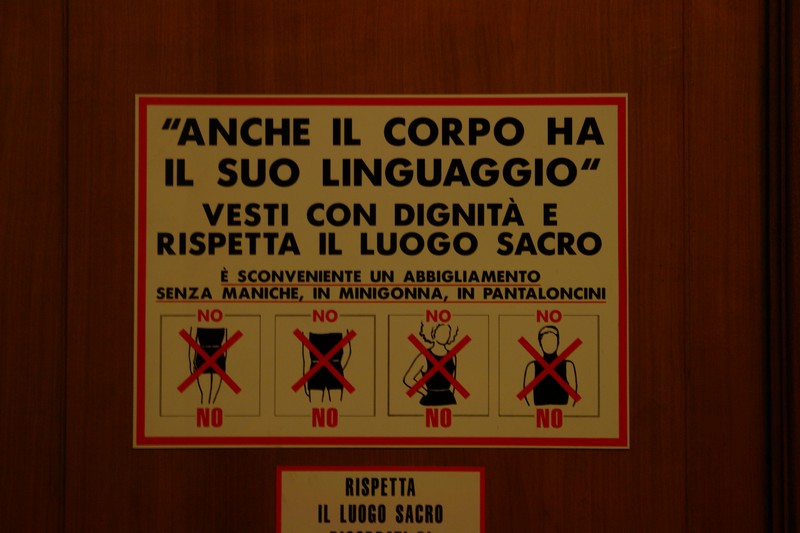 "ANCHE IL CORPO HA
IL SUO LINGUAGGIO"
VESTI CON DIGNITÀ E
RISPETTA IL LUOGO SACRO
È SCONVENIENTE UN ABBIGLIAMENTO
SENZA MANICHE, IN MINIGONNA, IN PANTALONCINI
NO NO NO NO
NO NO NO NO
RISPETTA
IL LUOGO SACRO